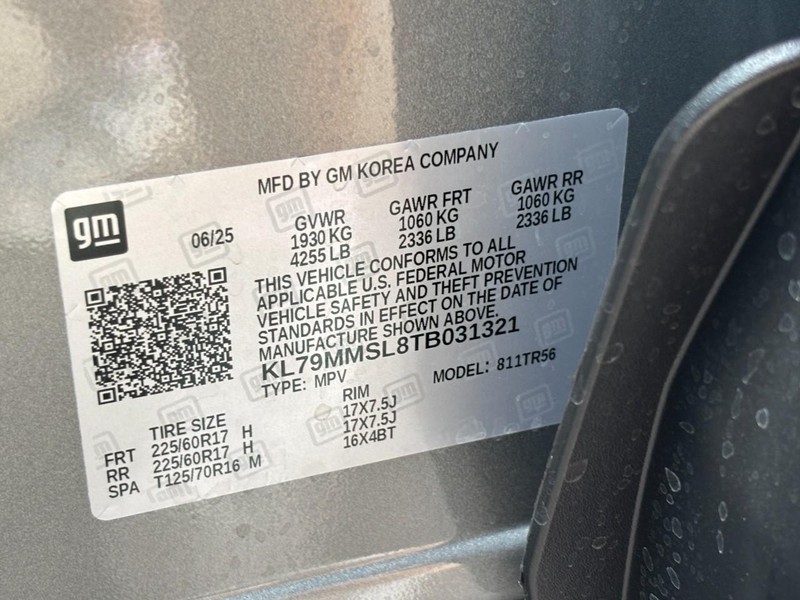 MFD BY GM KOREA COMPANY
gm
06/25
GVWR
1930 KG
4255 LB
GAWR FRT
1060 KG
2336 LB
GAWR RR
1060 KG
2336 LB
THIS VEHICLE CONFORMS TO ALL
APPLICABLE U.S. FEDERAL MOTOR
VEHICLE SAFETY AND THEFT PREVENTION
STANDARDS IN EFFECT ON THE DATE OF
MANUFACTURE SHOWN ABOVE.
KL79MMSL8TB031321
TYPE: MPV
MODEL: 811TR56
TIRE SIZE RIM
FRT 225/60R17 H 17X7.5J
RR 225/60R17 H 17X7.5J
SPA T125/70R16 M 16X4BT